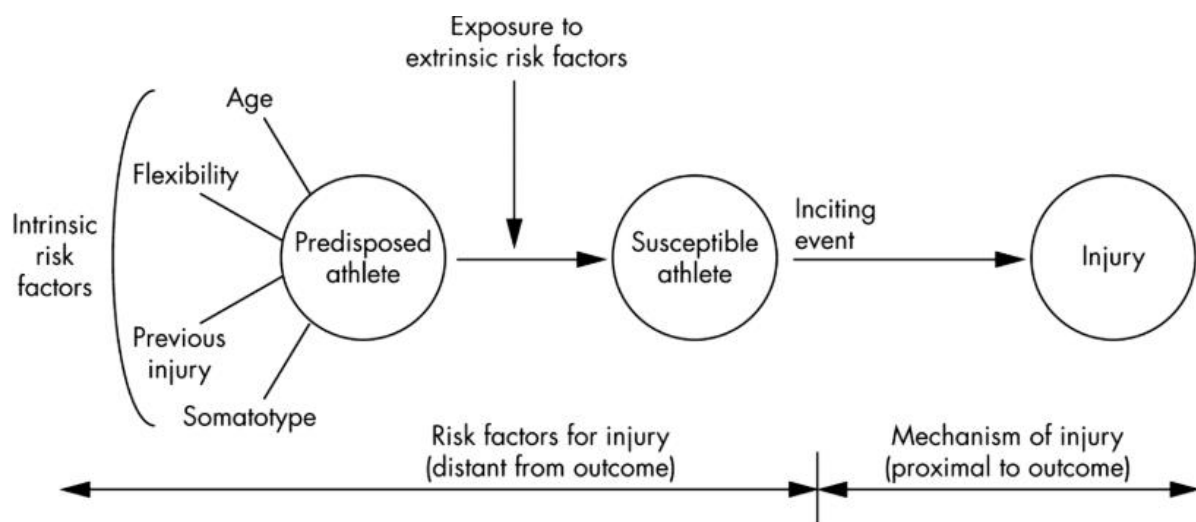 Exposure to
extrinsic risk factors
Intrinsic
risk
factors
Age
Flexibility
Previous
injury
Somatotype
Predisposed
athlete
Susceptible
athlete
Inciting
event
Injury
Risk factors for injury
(distant from outcome)
Mechanism of injury
(proximal to outcome)